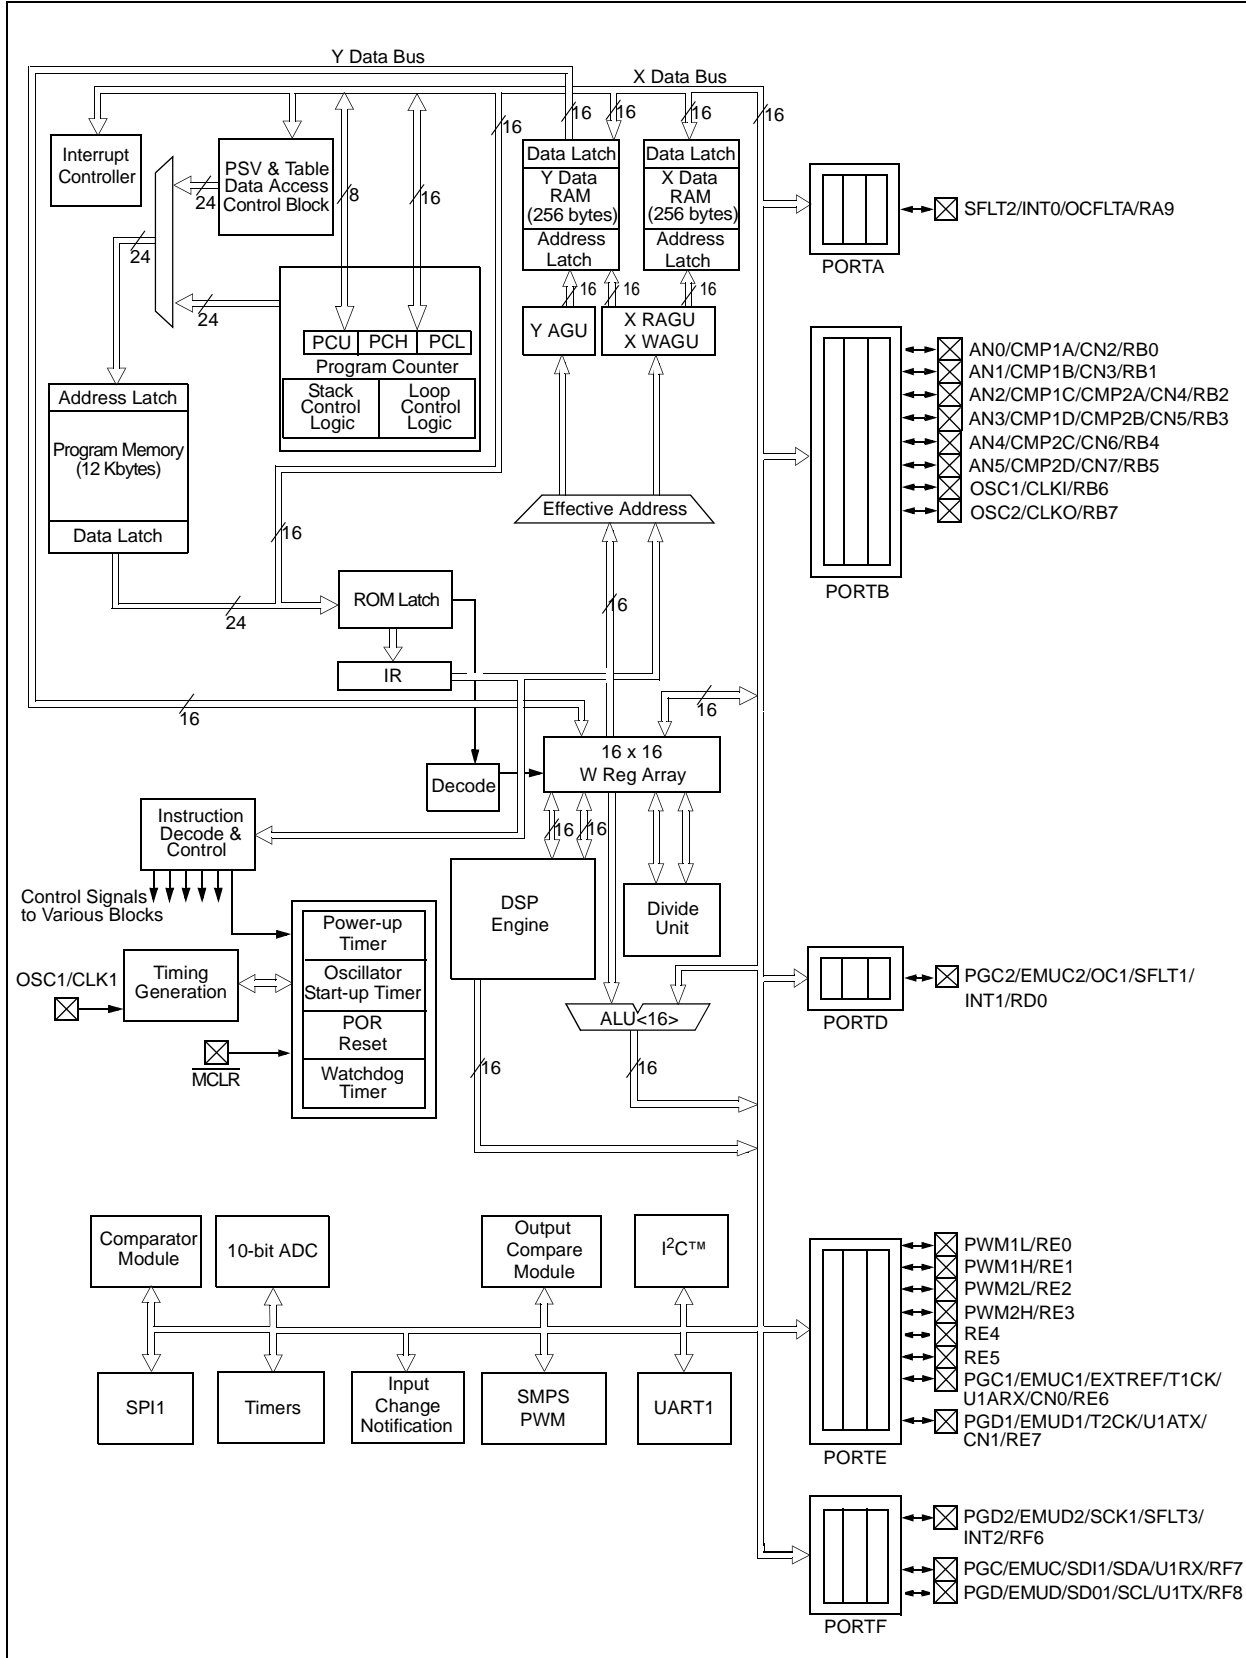 Y Data Bus
X Data Bus
16
16
16
16
16
Interrupt
Controller
PSV & Table
Data Access
Control Block
24
8
16
24
24
Data Latch
Y Data
RAM
(256 bytes)
Address
Latch
Data Latch
X Data
RAM
(256 bytes)
Address
Latch
16
16
16
Y AGU
X RAGU
X WAGU
PCU
PCH
PCL
Program Counter
Stack
Control
Logic
Loop
Control
Logic
Address Latch
Program Memory
(12 Kbytes)
Data Latch
Effective Address
16
24
ROM Latch
16
IR
16
16
16 x 16
W Reg Array
Decode
Instruction
Decode &
Control
16
16
Control Signals
to Various Blocks
DSP
Engine
Divide
Unit
Power-up
Timer
Oscillator
Start-up Timer
POR
Reset
Watchdog
Timer
OSC1/CLK1
Timing
Generation
MCLR
ALU<16>
16
16
Comparator
Module
10-bit ADC
Output
Compare
Module
I²C™
SPI1
Timers
Input
Change
Notification
SMPS
PWM
UART1
SFLT2/INT0/OCFLTA/RA9
PORTA
AN0/CMP1A/CN2/RB0
AN1/CMP1B/CN3/RB1
AN2/CMP1C/CMP2A/CN4/RB2
AN3/CMP1D/CMP2B/CN5/RB3
AN4/CMP2C/CN6/RB4
AN5/CMP2D/CN7/RB5
OSC1/CLKI/RB6
OSC2/CLKO/RB7
PORTB
PGC2/EMUC2/OC1/SFLT1/
INT1/RD0
PORTD
PWM1L/RE0
PWM1H/RE1
PWM2L/RE2
PWM2H/RE3
RE4
RE5
PGC1/EMUC1/EXTREF/T1CK/
U1ARX/CN0/RE6
PGD1/EMUD1/T2CK/U1ATX/
CN1/RE7
PORTE
PGD2/EMUD2/SCK1/SFLT3/
INT2/RF6
PGC/EMUC/SDI1/SDA/U1RX/RF7
PGD/EMUD/SD01/SCL/U1TX/RF8
PORTF